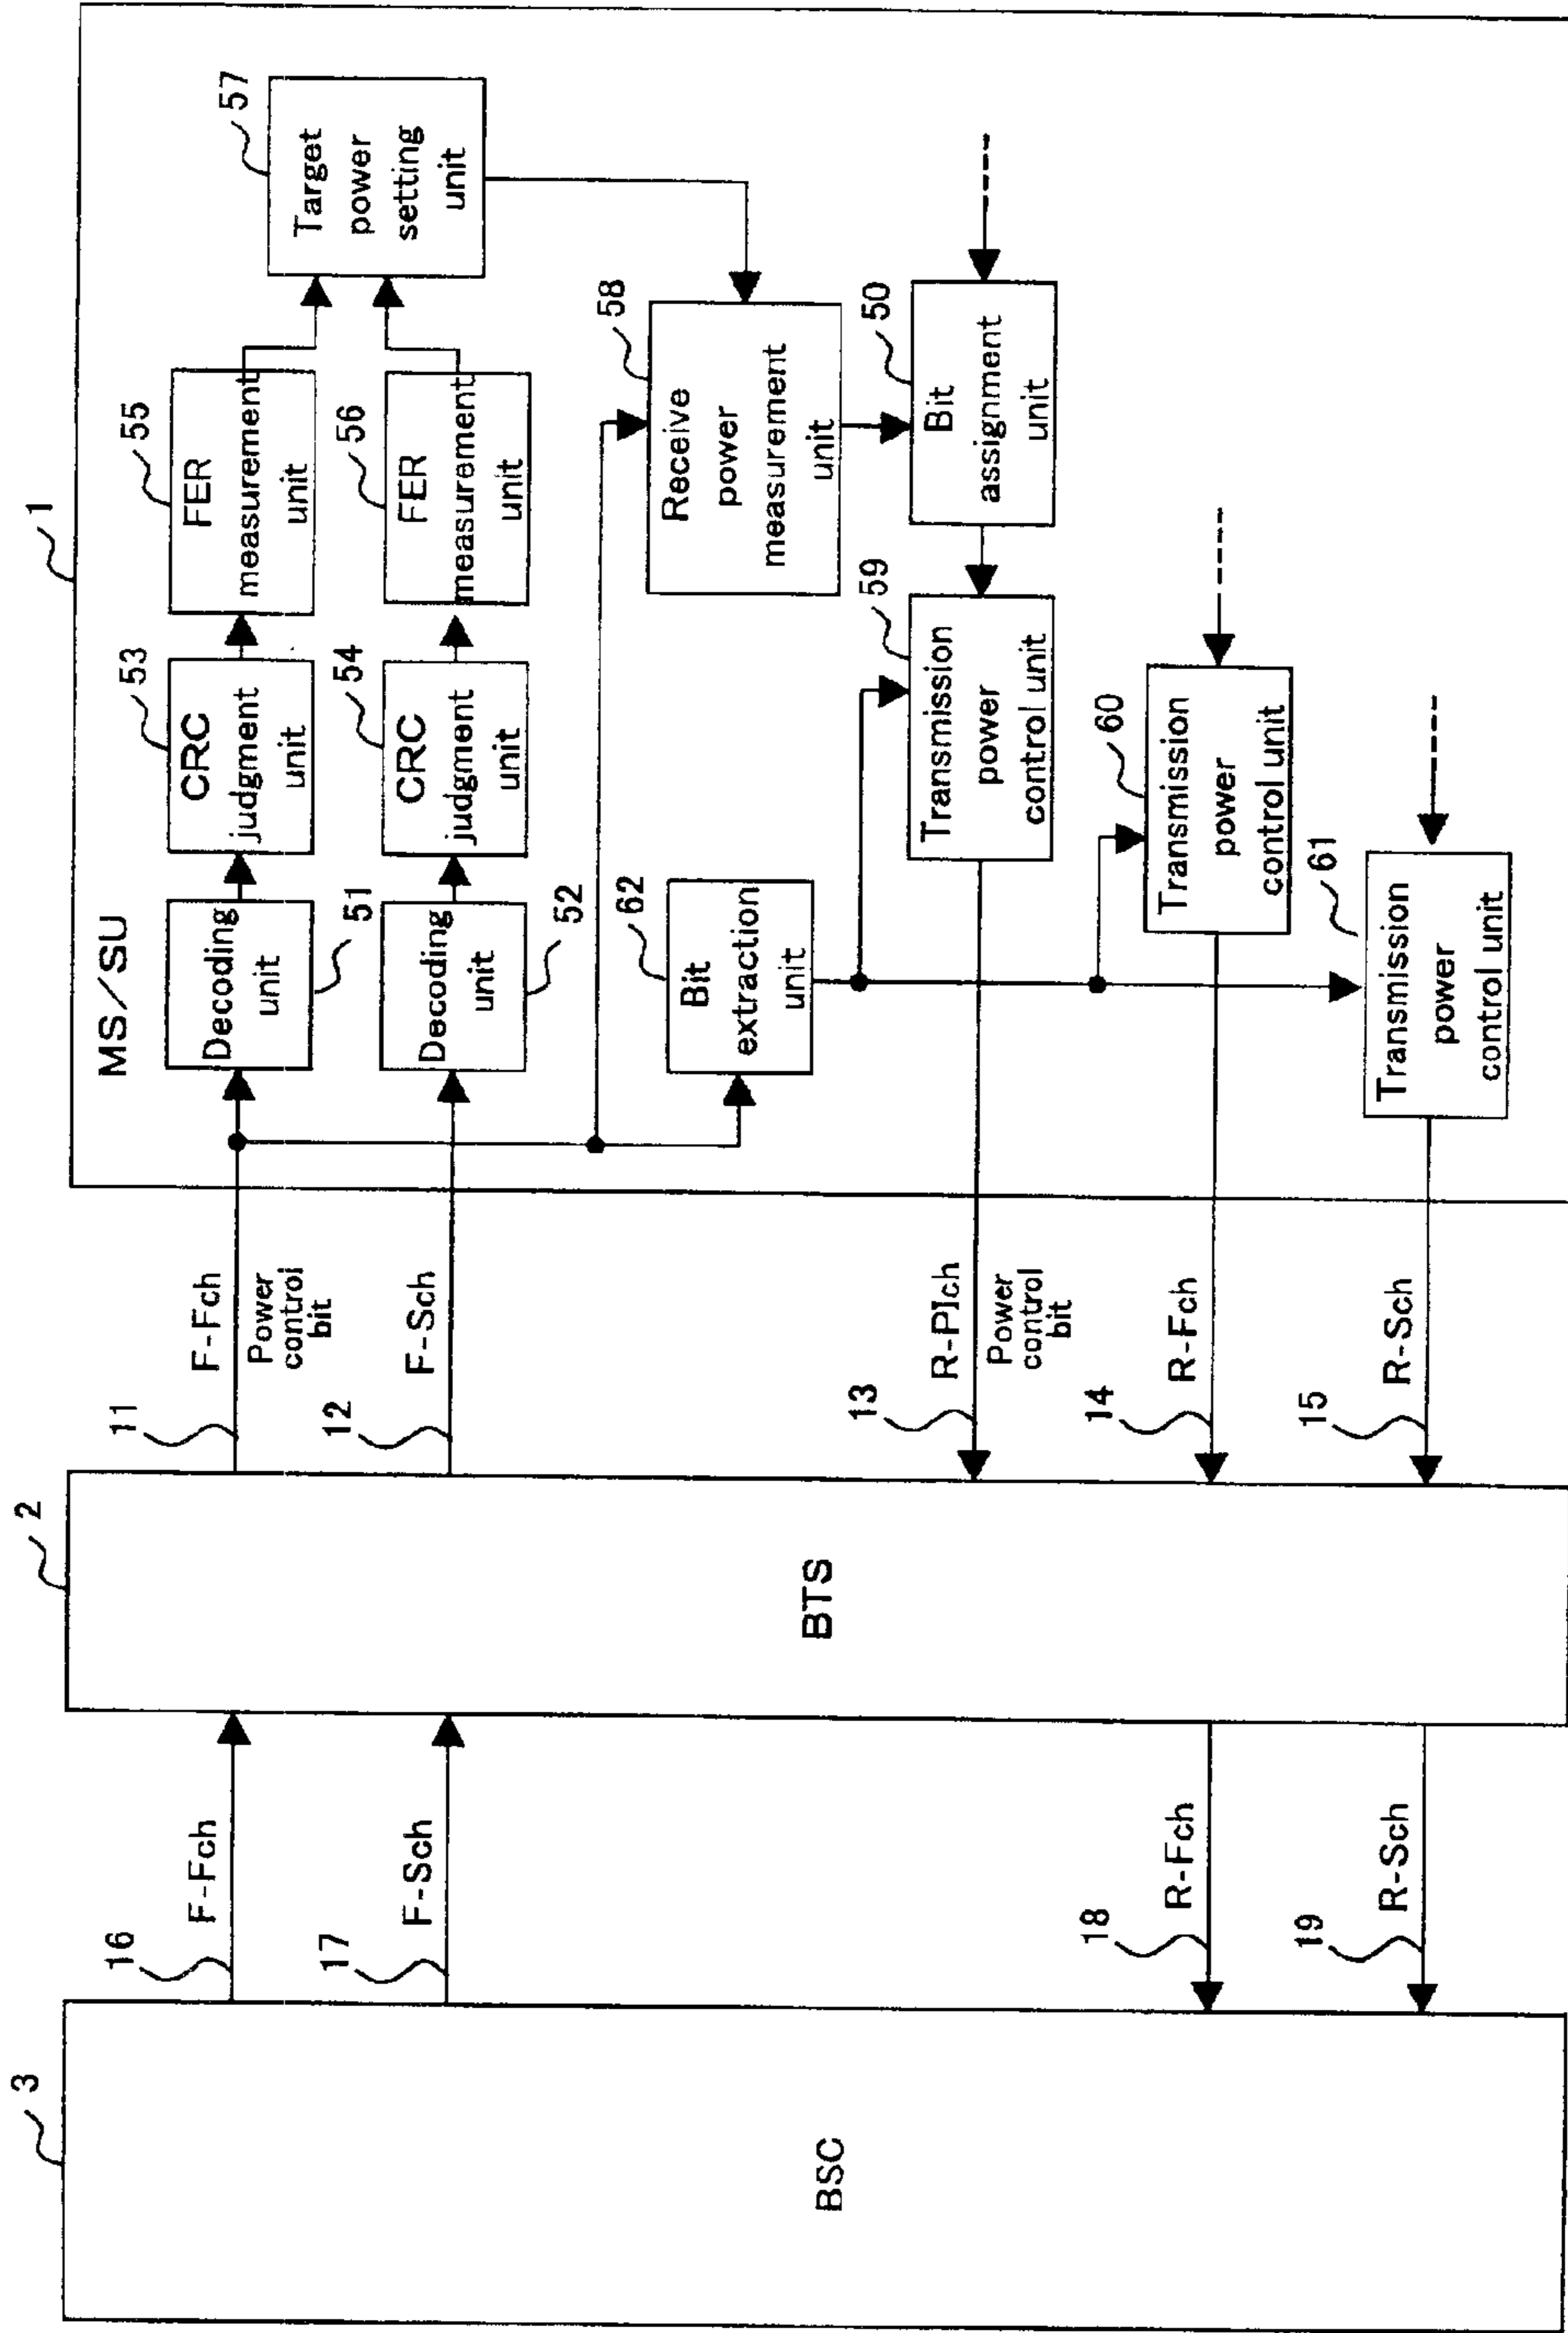 1
MS/SU
Decoding
unit
51
CRC
judgment
unit
53
FER
measurement
unit
55
Target
power
setting
unit
57
Decoding
unit
52
CRC
judgment
unit
54
FER
measurement
unit
56
Receive
power
measurement
unit
58
Bit
extraction
unit
62
Bit
assignment
unit
50
Transmission
power
control unit
59
Transmission
power
control unit
60
Transmission
power
control unit
61
11
F-Fch
Power
control
bit
12
F-Sch
13
R-PIch
Power
control
bit
14
R-Fch
15
R-Sch
2
BTS
16
F-Fch
17
F-Sch
18
R-Fch
19
R-Sch
3
BSC